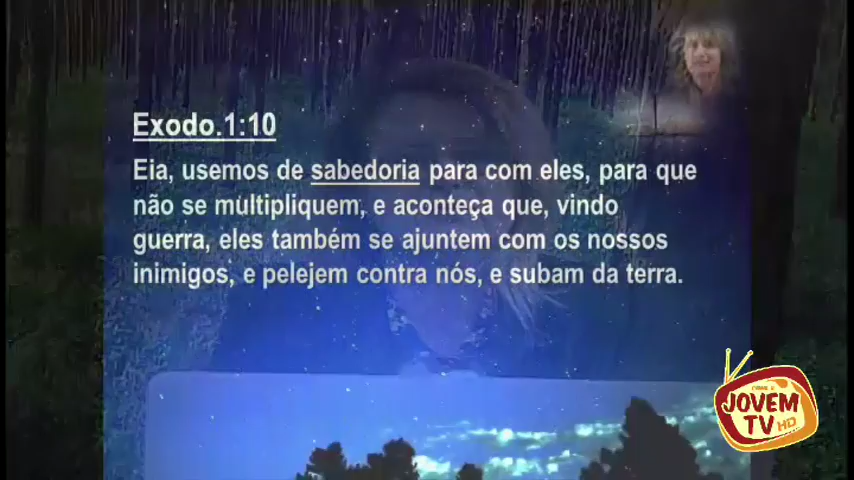 Exodo.1:10
Eia, usemos de sabedoria para com eles, para que
não se multipliquem, e aconteça que, vindo
guerra, eles também se ajuntem com os nossos
inimigos, e pelejem contra nós, e subam da terra.
JOVEM
TV HD